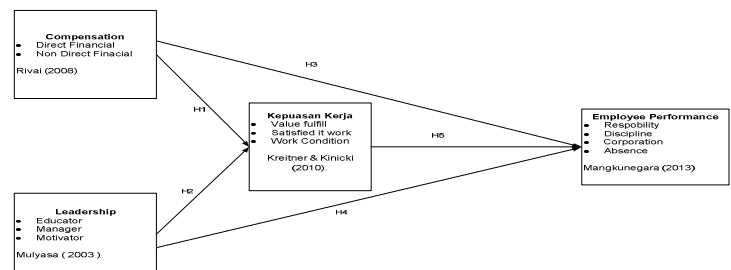 Compensation
• Direct Financial
• Non Direct Finacial
Rivai (2008)
H3
H1
Kepuasan Kerja
• Value fulfill
• Satisfied it work
• Work Condition
Kreitner & Kinicki
(2010).
H5
Employee Performance
• Respobility
• Discipline
• Corporation
• Absence
Mangkunegara (2013)
H2
H4
Leadership
• Educator
• Manager
• Motivator
Mulyasa ( 2003 )